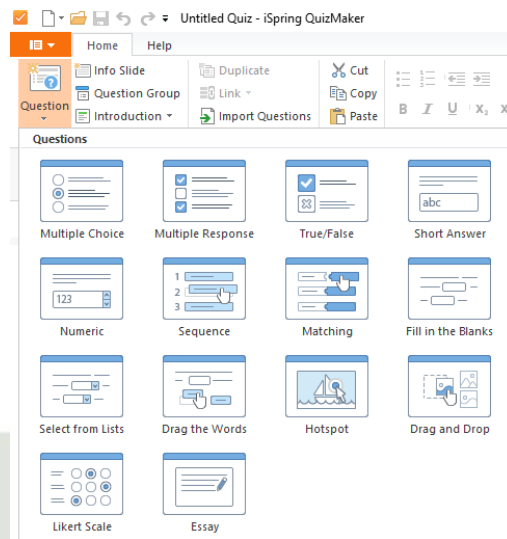 Untitled Quiz - iSpring QuizMaker
Home Help
Info Slide Duplicate Cut
Question Group Link Copy
Question Introduction Import Questions Paste B I U X₂
Questions
Multiple Choice Multiple Response True/False Short Answer
abc
Numeric Sequence Matching Fill in the Blanks
123
1
2
3
Select from Lists Drag the Words Hotspot Drag and Drop
Likert Scale Essay